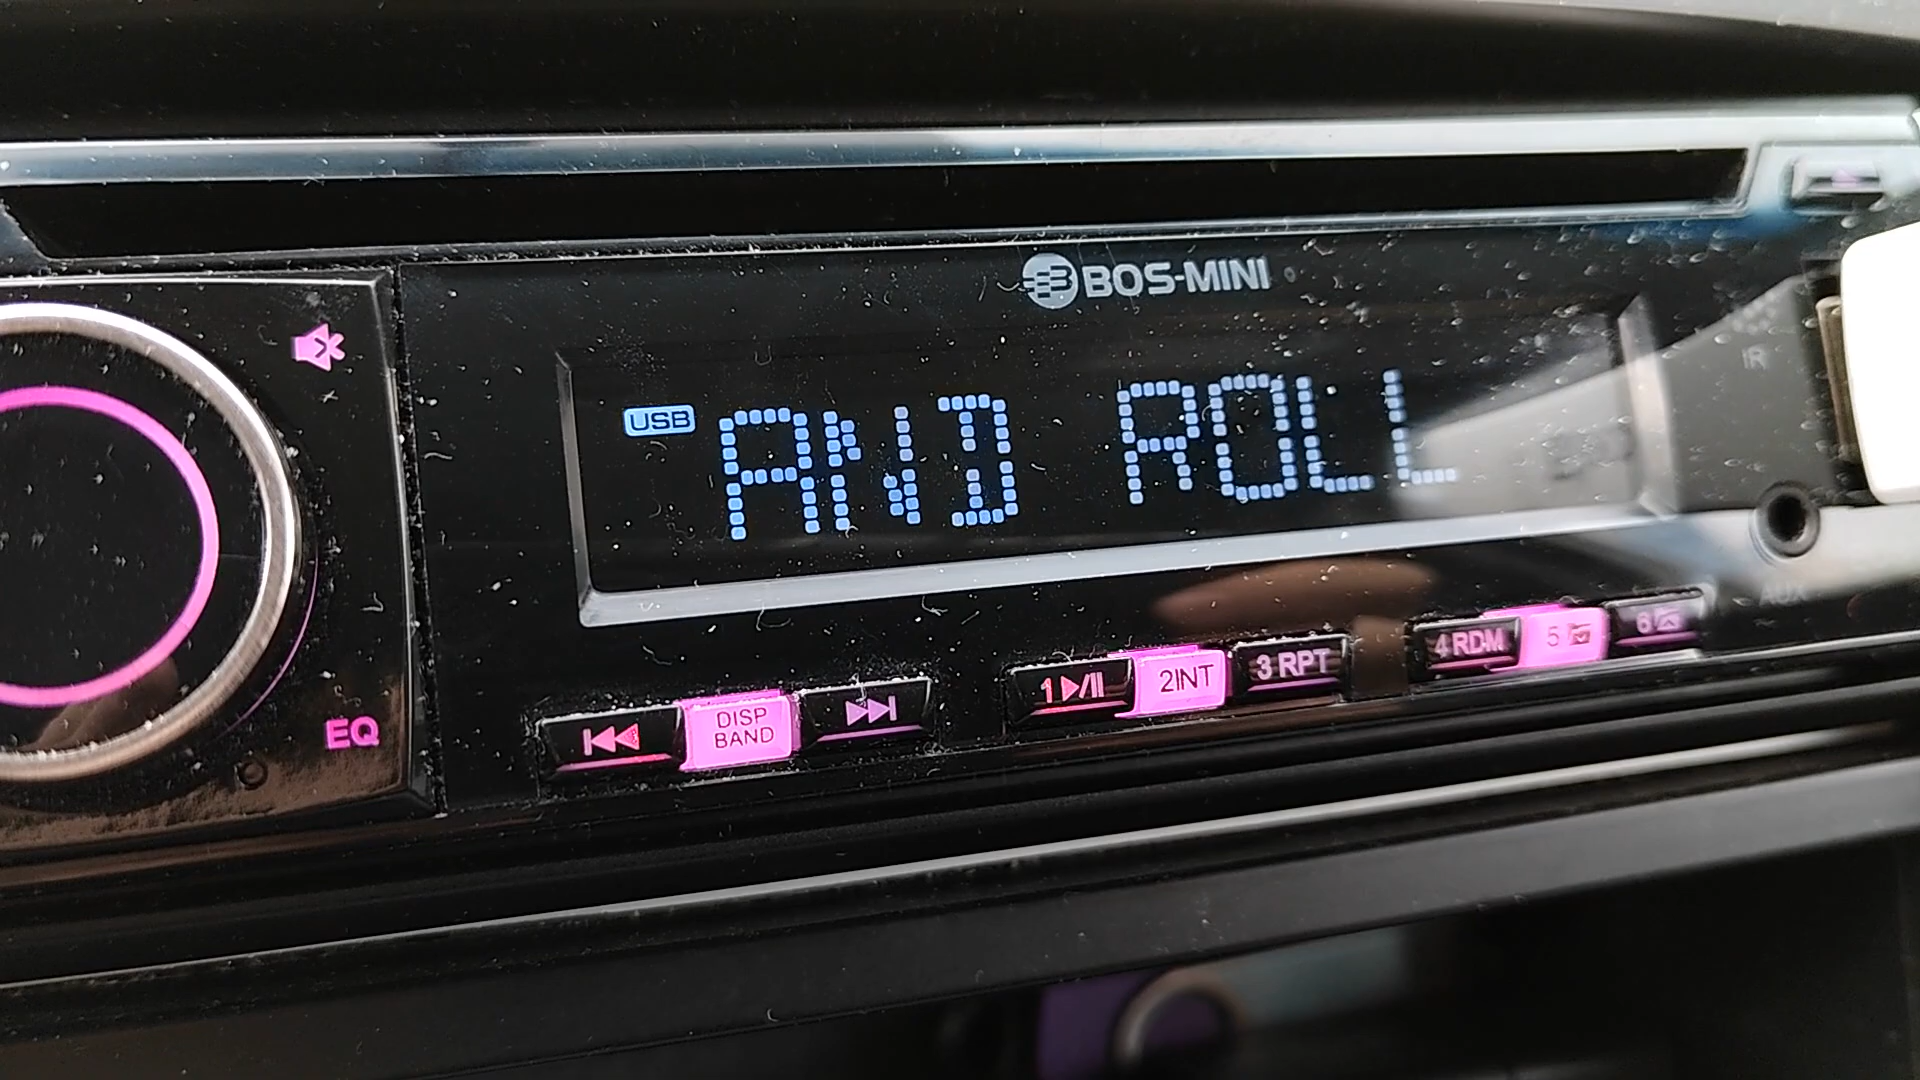 BOS-MINI
IR
USB AND ROLL
AUX
EQ
DISP
BAND
1 2INT 3 RPT
4 RDM 5 6